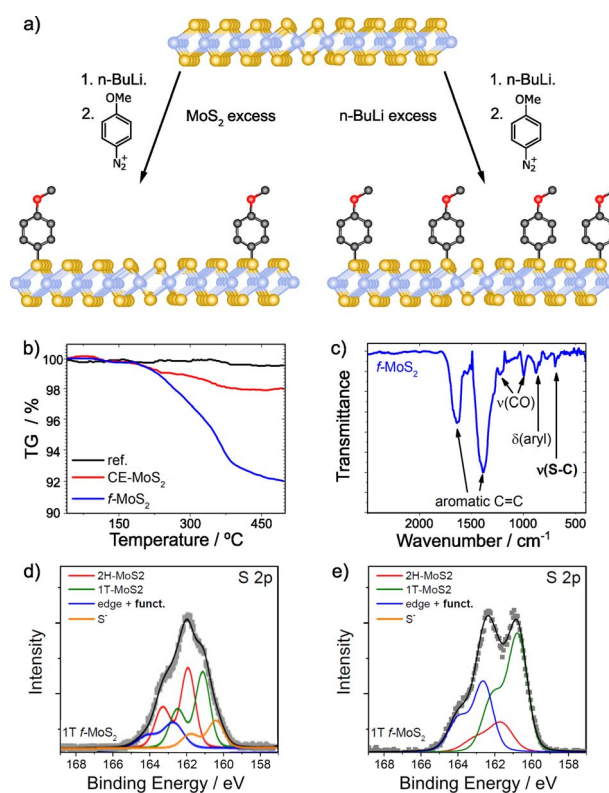 a)
1. n-BuLi.
2.
OMe
N₂⁺
MoS₂ excess
n-BuLi excess
1. n-BuLi.
2.
OMe
N₂⁺
b)
100
98
96
94
92
90
TG / %
ref.
CE-MoS₂
f-MoS₂
150 300 450
Temperature / ºC
c)
f-MoS₂
Transmittance
ν(CO)
δ(aryl)
ν(S-C)
aromatic C=C
2000 1500 1000 500
Wavenumber / cm⁻¹
d)
S 2p
2H-MoS2
1T-MoS2
edge + funct.
S⁻
Intensity
1T f-MoS₂
168 166 164 162 160 158
Binding Energy / eV
e)
S 2p
2H-MoS2
1T-MoS2
edge + funct.
Intensity
1T f-MoS₂
168 165 162 160 157
Binding Energy / eV